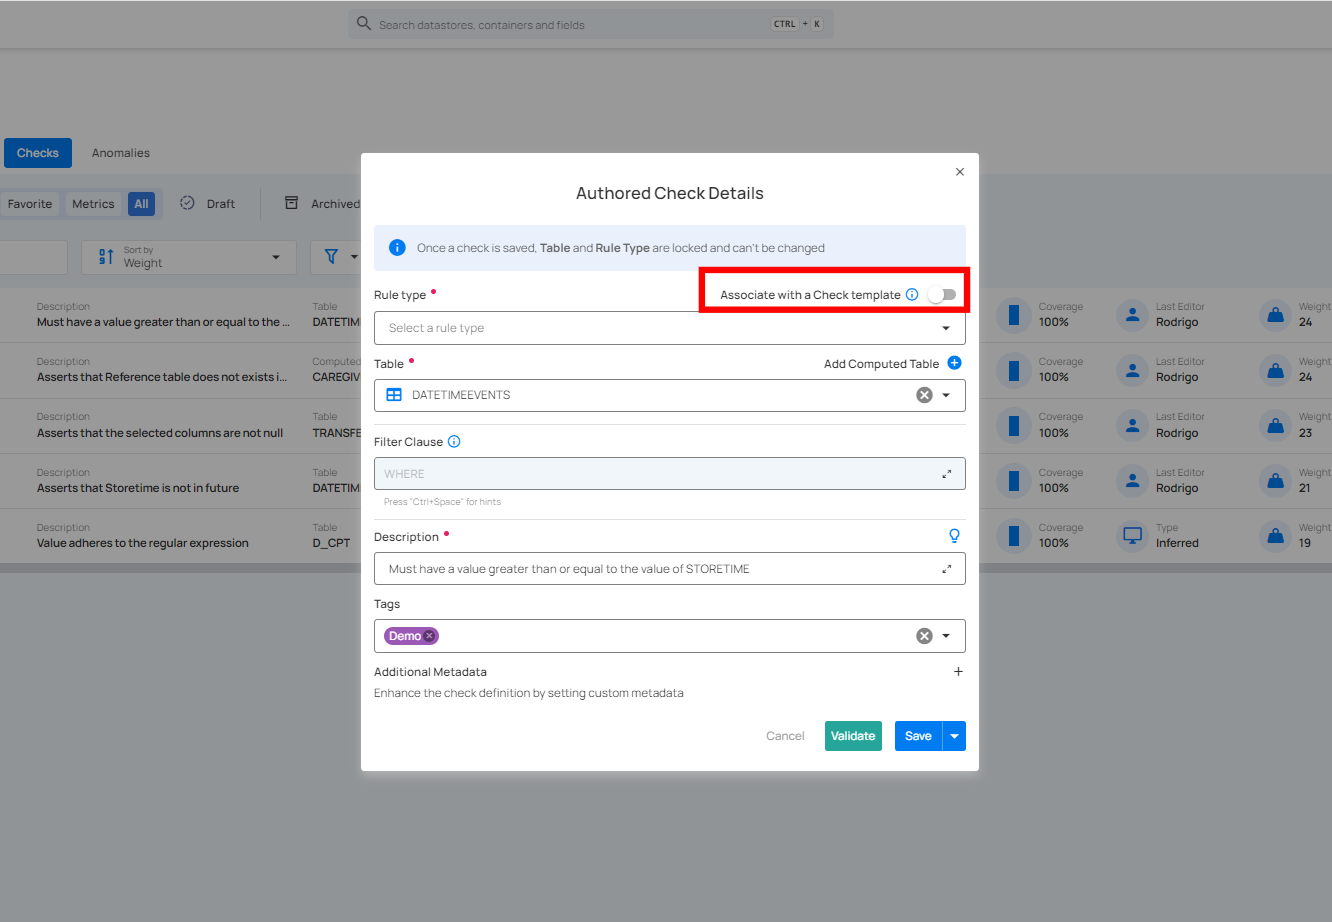 Search datastores, containers and fields CTRL + K
Checks Anomalies
Favorite Metrics All Draft Archived
Sort by
Weight
Description Table Coverage Last Editor Weight
Must have a value greater than or equal to the ... 100% Rodrigo 24
Description Computed Coverage Last Editor Weight
Asserts that Reference table does not exists i... 100% Rodrigo 24
Description Table Coverage Last Editor Weight
Asserts that the selected columns are not null 100% Rodrigo 23
Description Table Coverage Last Editor Weight
Asserts that Storetime is not in future 100% Rodrigo 21
Description Table Coverage Type Weight
Value adheres to the regular expression D_CPT 100% Inferred 19
Authored Check Details
Once a check is saved, Table and Rule Type are locked and can't be changed
Rule type * Associate with a Check template
Select a rule type
Table * Add Computed Table
DATETIMEEVENTS
Filter Clause
WHERE
Press "Ctrl+Space" for hints
Description *
Must have a value greater than or equal to the value of STORETIME
Tags
Demo
Additional Metadata +
Enhance the check definition by setting custom metadata
Cancel Validate Save